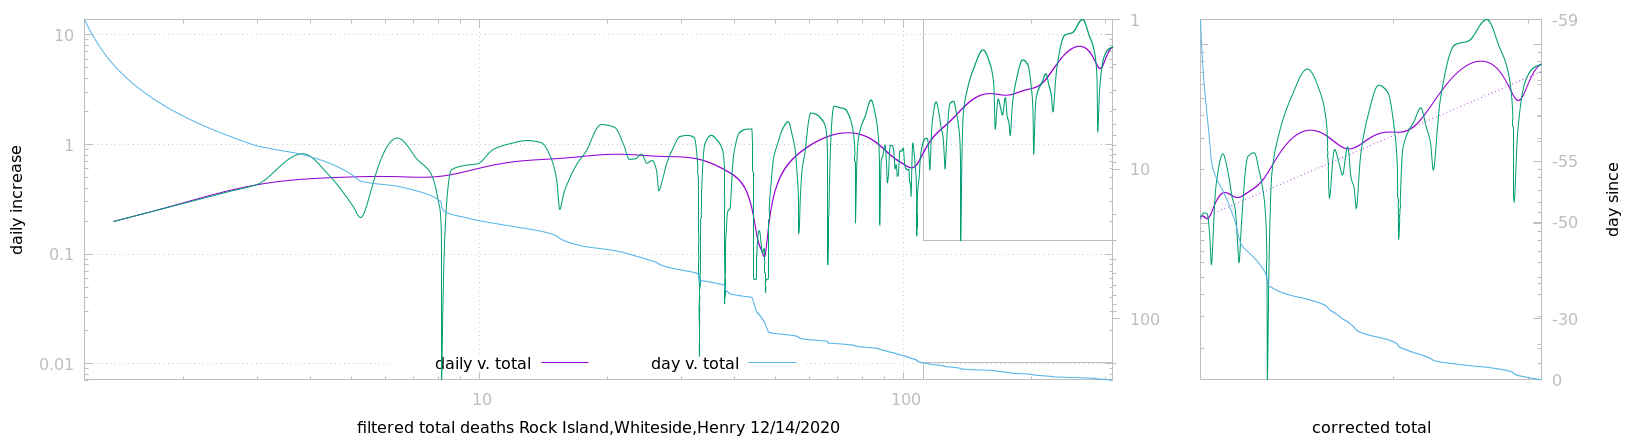 10
1
0.1
0.01
daily increase
daily v. total
day v. total
10
100
filtered total deaths Rock Island,Whiteside,Henry 12/14/2020
1
10
100
-59
-55
-50
-30
0
day since
corrected total